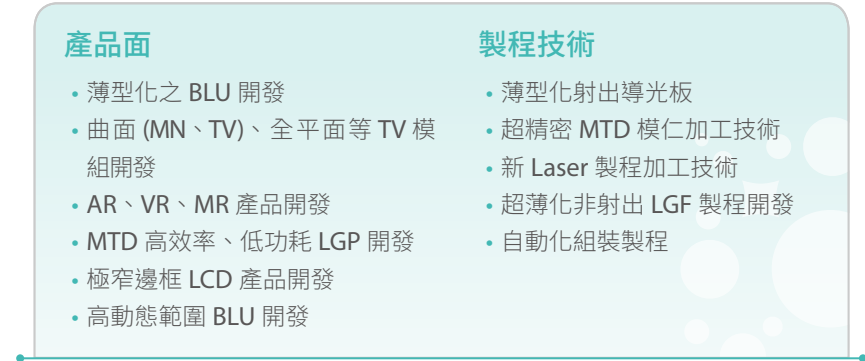 產品面
• 薄型化之 BLU 開發
• 曲面 (MN、TV)、全平面等 TV 模
組開發
• AR、VR、MR 產品開發
• MTD 高效率、低功耗 LGP 開發
• 極窄邊框 LCD 產品開發
• 高動態範圍 BLU 開發
製程技術
• 薄型化射出導光板
• 超精密 MTD 模仁加工技術
• 新 Laser 製程加工技術
• 超薄化非射出 LGF 製程開發
• 自動化組裝製程